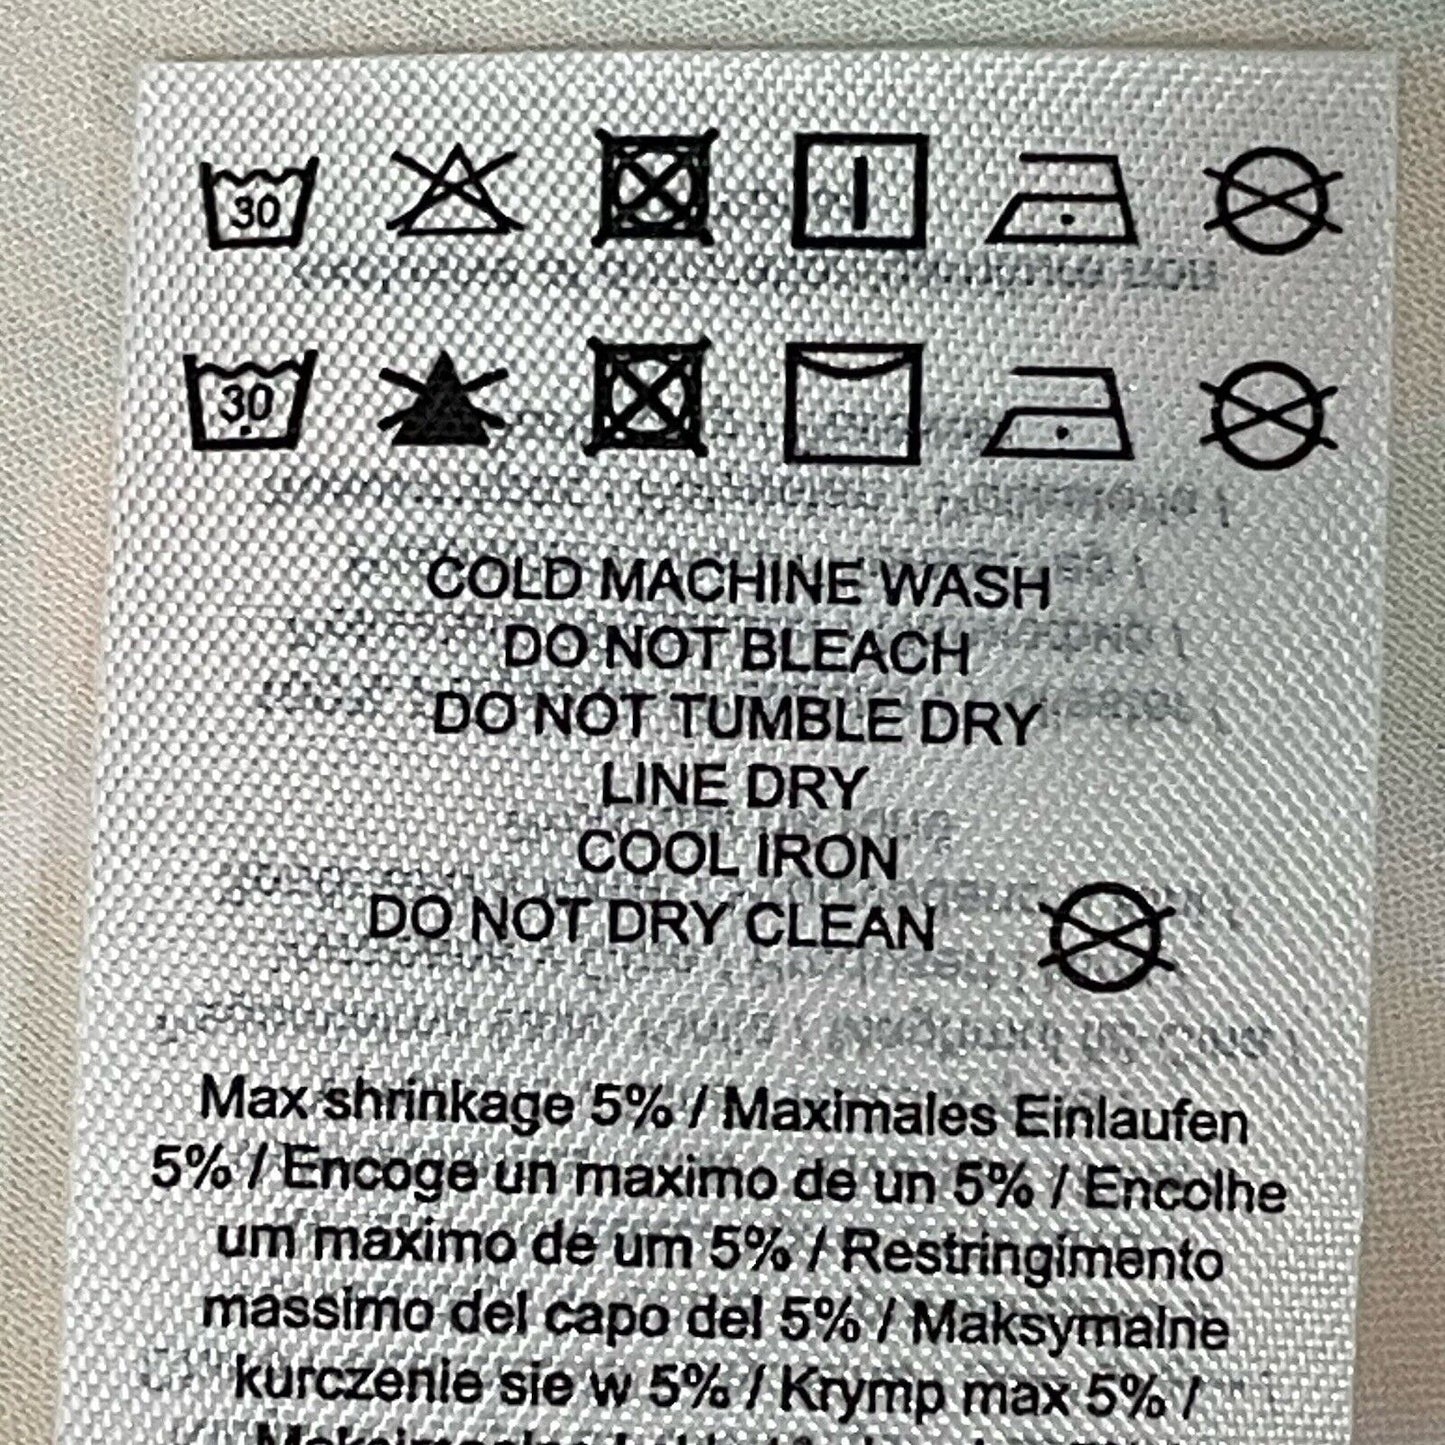 30
30
COLD MACHINE WASH
DO NOT BLEACH
DO NOT TUMBLE DRY
LINE DRY
COOL IRON
DO NOT DRY CLEAN
Max shrinkage 5% / Maximales Einlaufen
5% / Encoge un maximo de un 5% / Encolhe
um maximo de um 5% / Restringimento
massimo del capo del 5% / Maksymalne
kurczenie sie w 5% / Krymp max 5% /